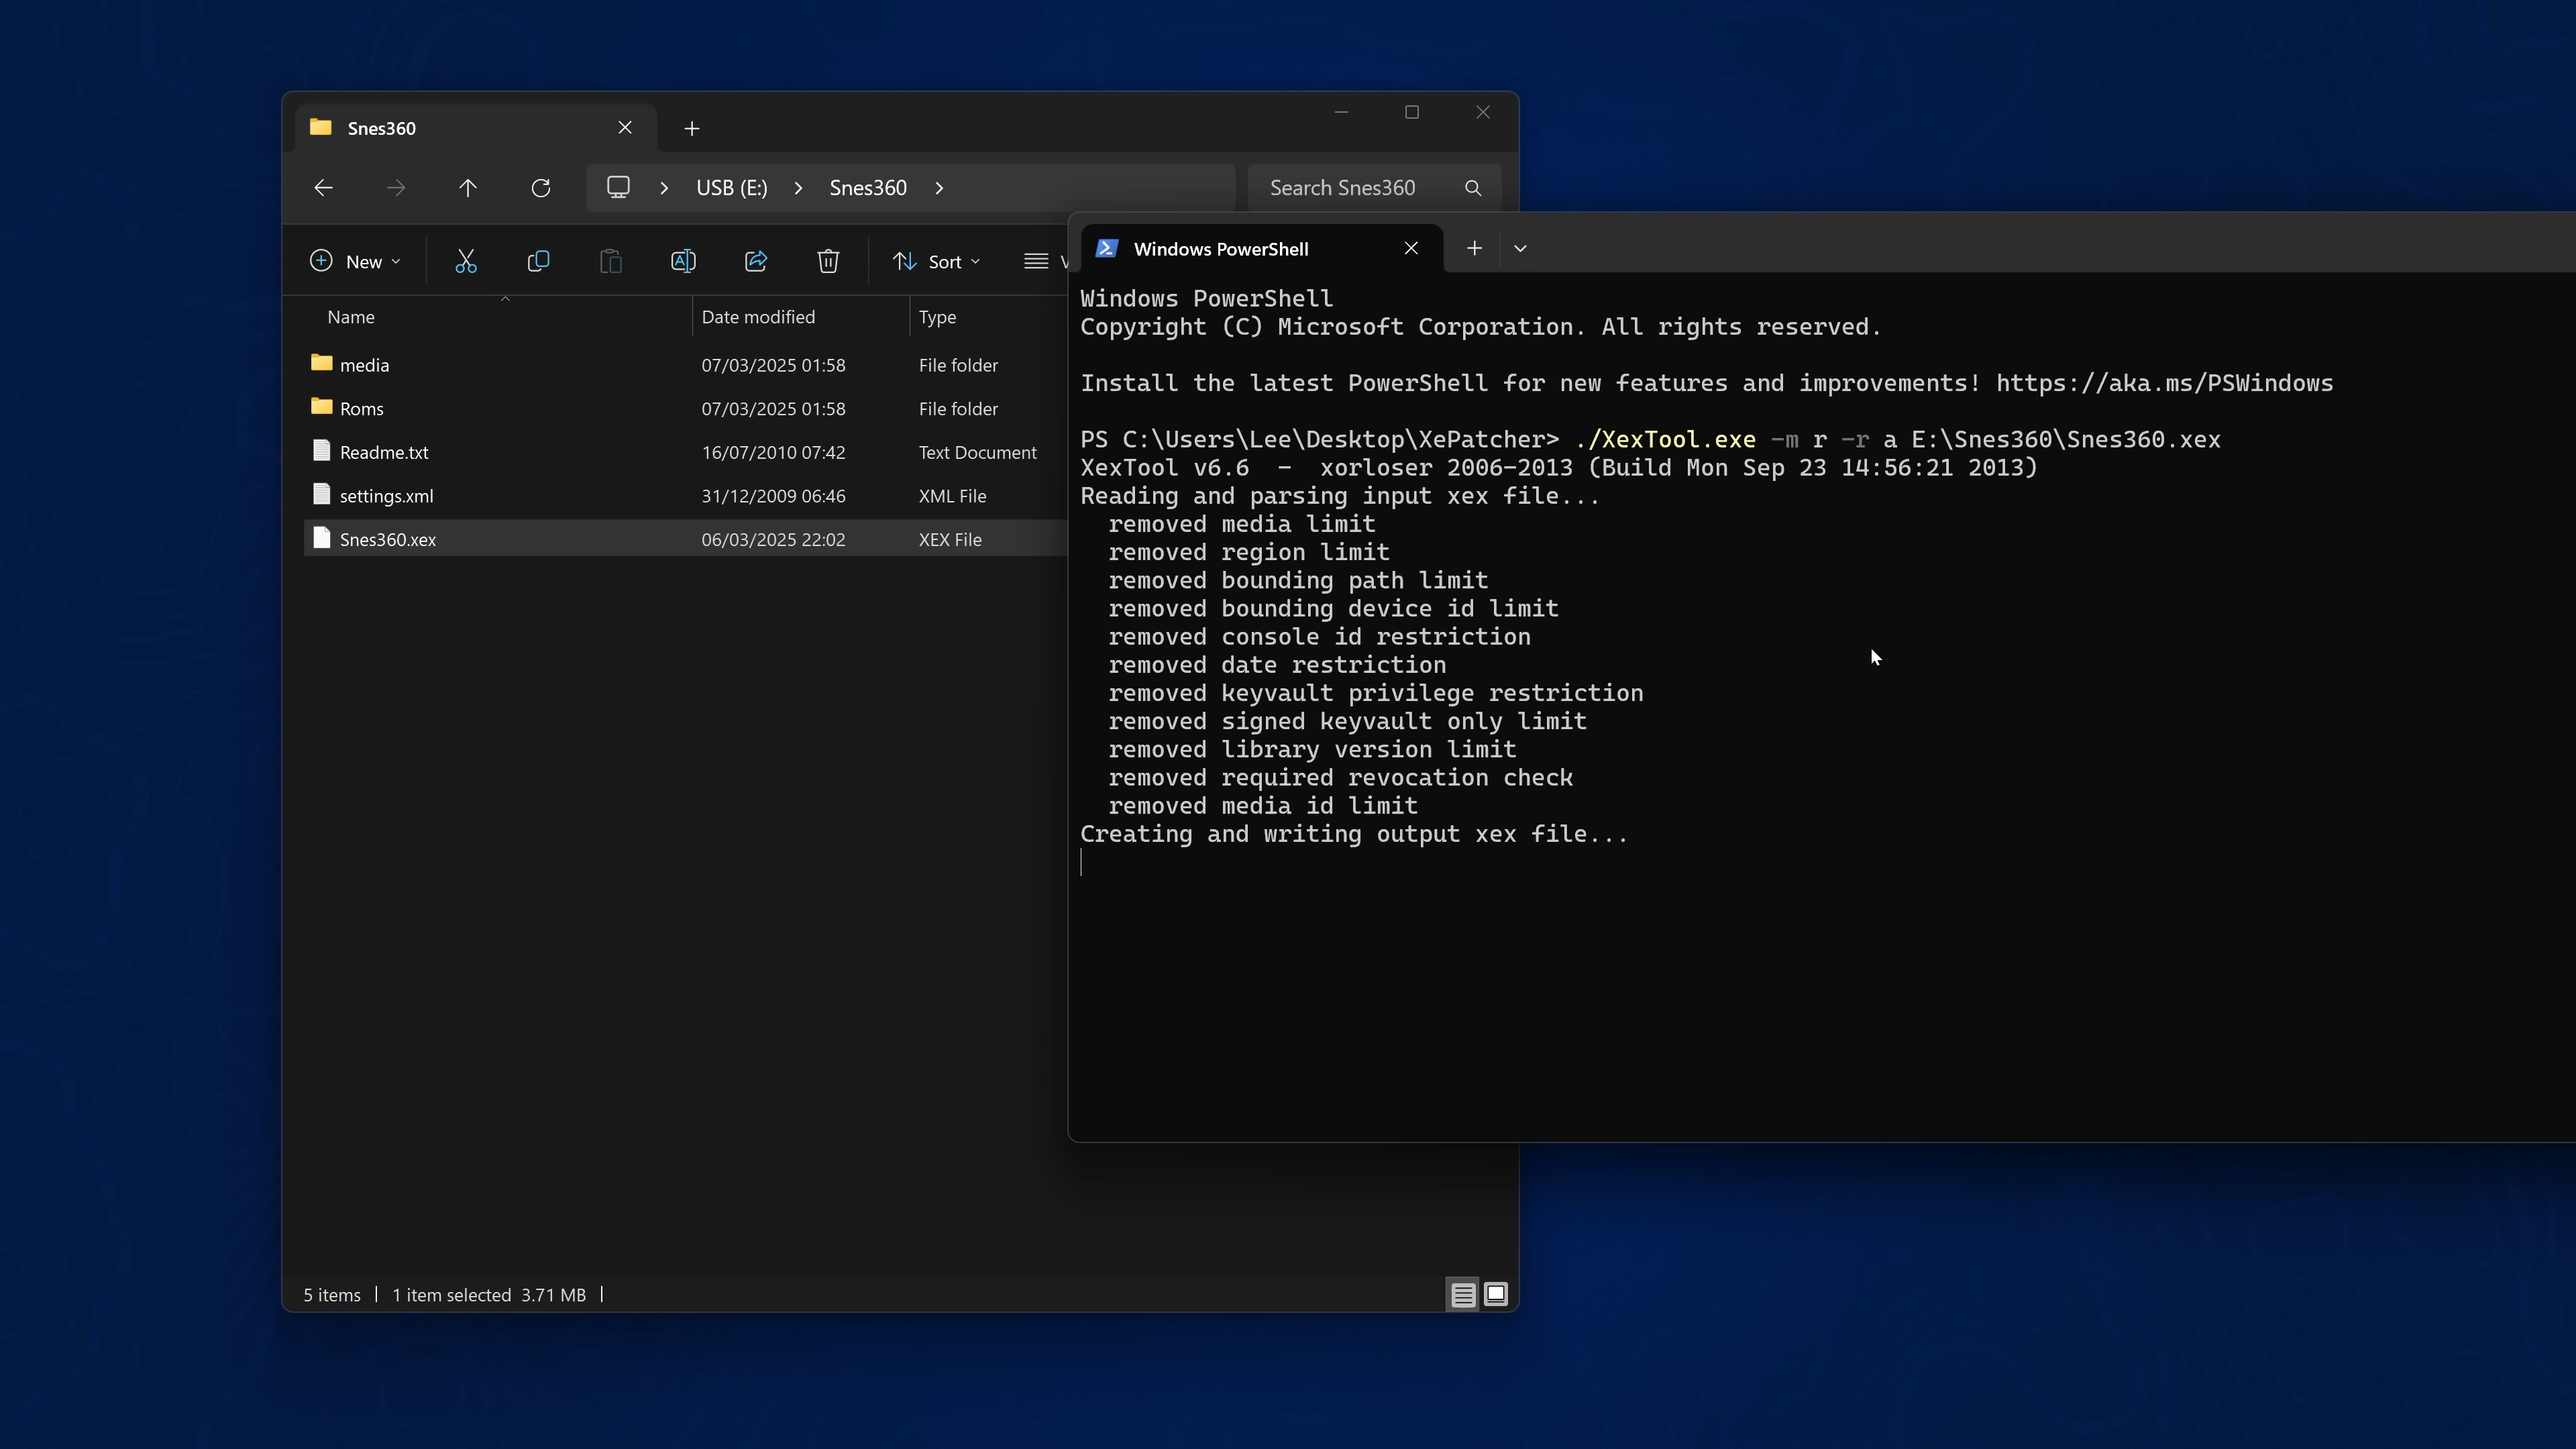 Snes360
USB (E:) Snes360
Search Snes360
New
Sort
Name Date modified Type
media 07/03/2025 01:58 File folder
Roms 07/03/2025 01:58 File folder
Readme.txt 16/07/2010 07:42 Text Document
settings.xml 31/12/2009 06:46 XML File
Snes360.xex 06/03/2025 22:02 XEX File
5 items 1 item selected 3.71 MB
Windows PowerShell
Windows PowerShell
Copyright (C) Microsoft Corporation. All rights reserved.
Install the latest PowerShell for new features and improvements! https://aka.ms/PSWindows
PS C:\Users\Lee\Desktop\XePatcher> ./XexTool.exe -m r -r a E:\Snes360\Snes360.xex
XexTool v6.6 - xorloser 2006-2013 (Build Mon Sep 23 14:56:21 2013)
Reading and parsing input xex file...
removed media limit
removed region limit
removed bounding path limit
removed bounding device id limit
removed console id restriction
removed date restriction
removed keyvault privilege restriction
removed signed keyvault only limit
removed library version limit
removed required revocation check
removed media id limit
Creating and writing output xex file...